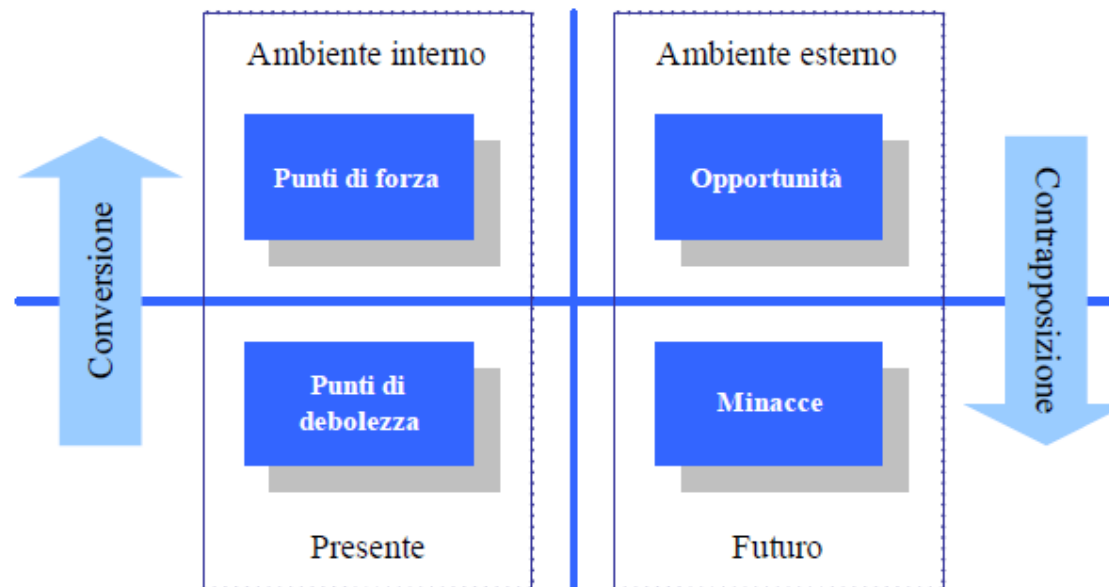 Ambiente interno
Ambiente esterno
Conversione
Punti di forza
Opportunità
Contrapposizione
Punti di
debolezza
Minacce
Presente
Futuro